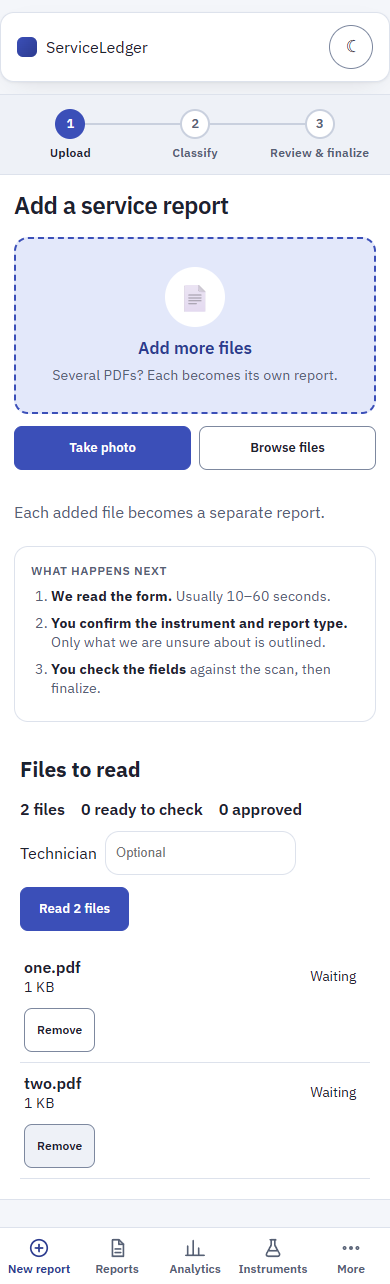 ServiceLedger
1
2
3
Upload
Classify
Review & finalize
Add a service report
Add more files
Several PDFs? Each becomes its own report.
Take photo
Browse files
Each added file becomes a separate report.
WHAT HAPPENS NEXT
1. We read the form. Usually 10–60 seconds.
2. You confirm the instrument and report type.
Only what we are unsure about is outlined.
3. You check the fields against the scan, then
finalize.
Files to read
2 files 0 ready to check 0 approved
Technician Optional
Read 2 files
one.pdf
1 KB
Waiting
Remove
two.pdf
1 KB
Waiting
Remove
New report
Reports
Analytics
Instruments
More